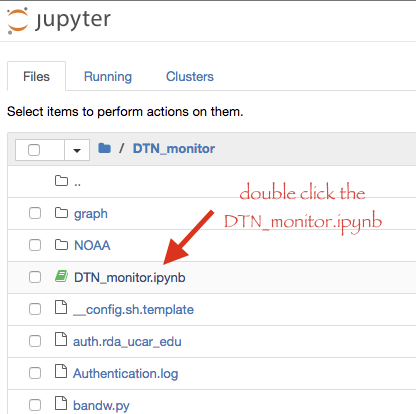 jupyter
Files Running Clusters
Select items to perform actions on them.
/ DTN_monitor
..
double click the
DTN_monitor.ipynb
graph
NOAA
DTN_monitor.ipynb
__config.sh.template
auth.rda_ucar_edu
Authentication.log
bandw.py